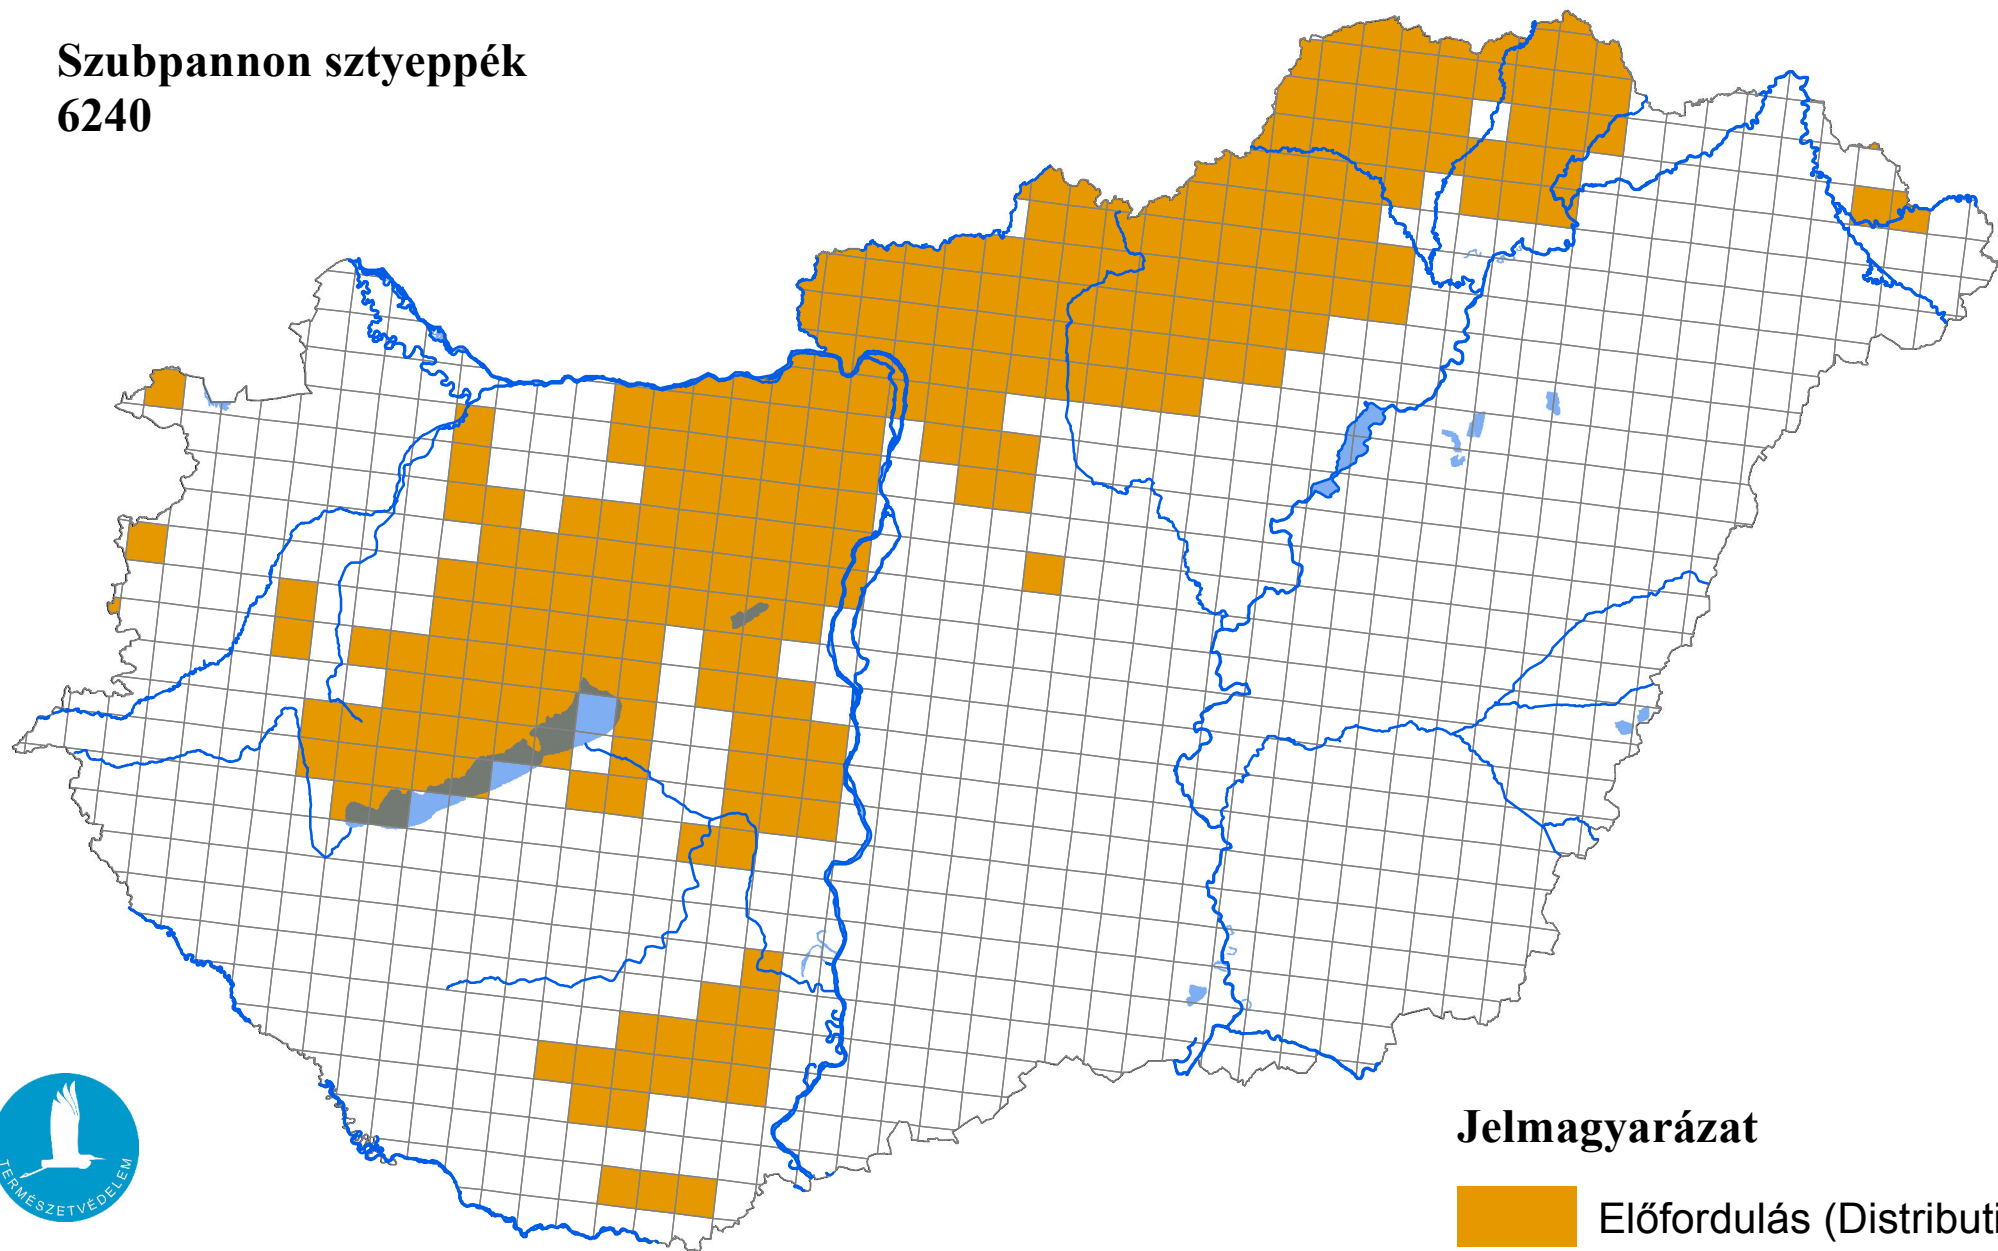 Szubpannon sztyeppék
6240
Jelmagyarázat
Előfordulás (Distributi
TERMÉSZETVÉDELEM